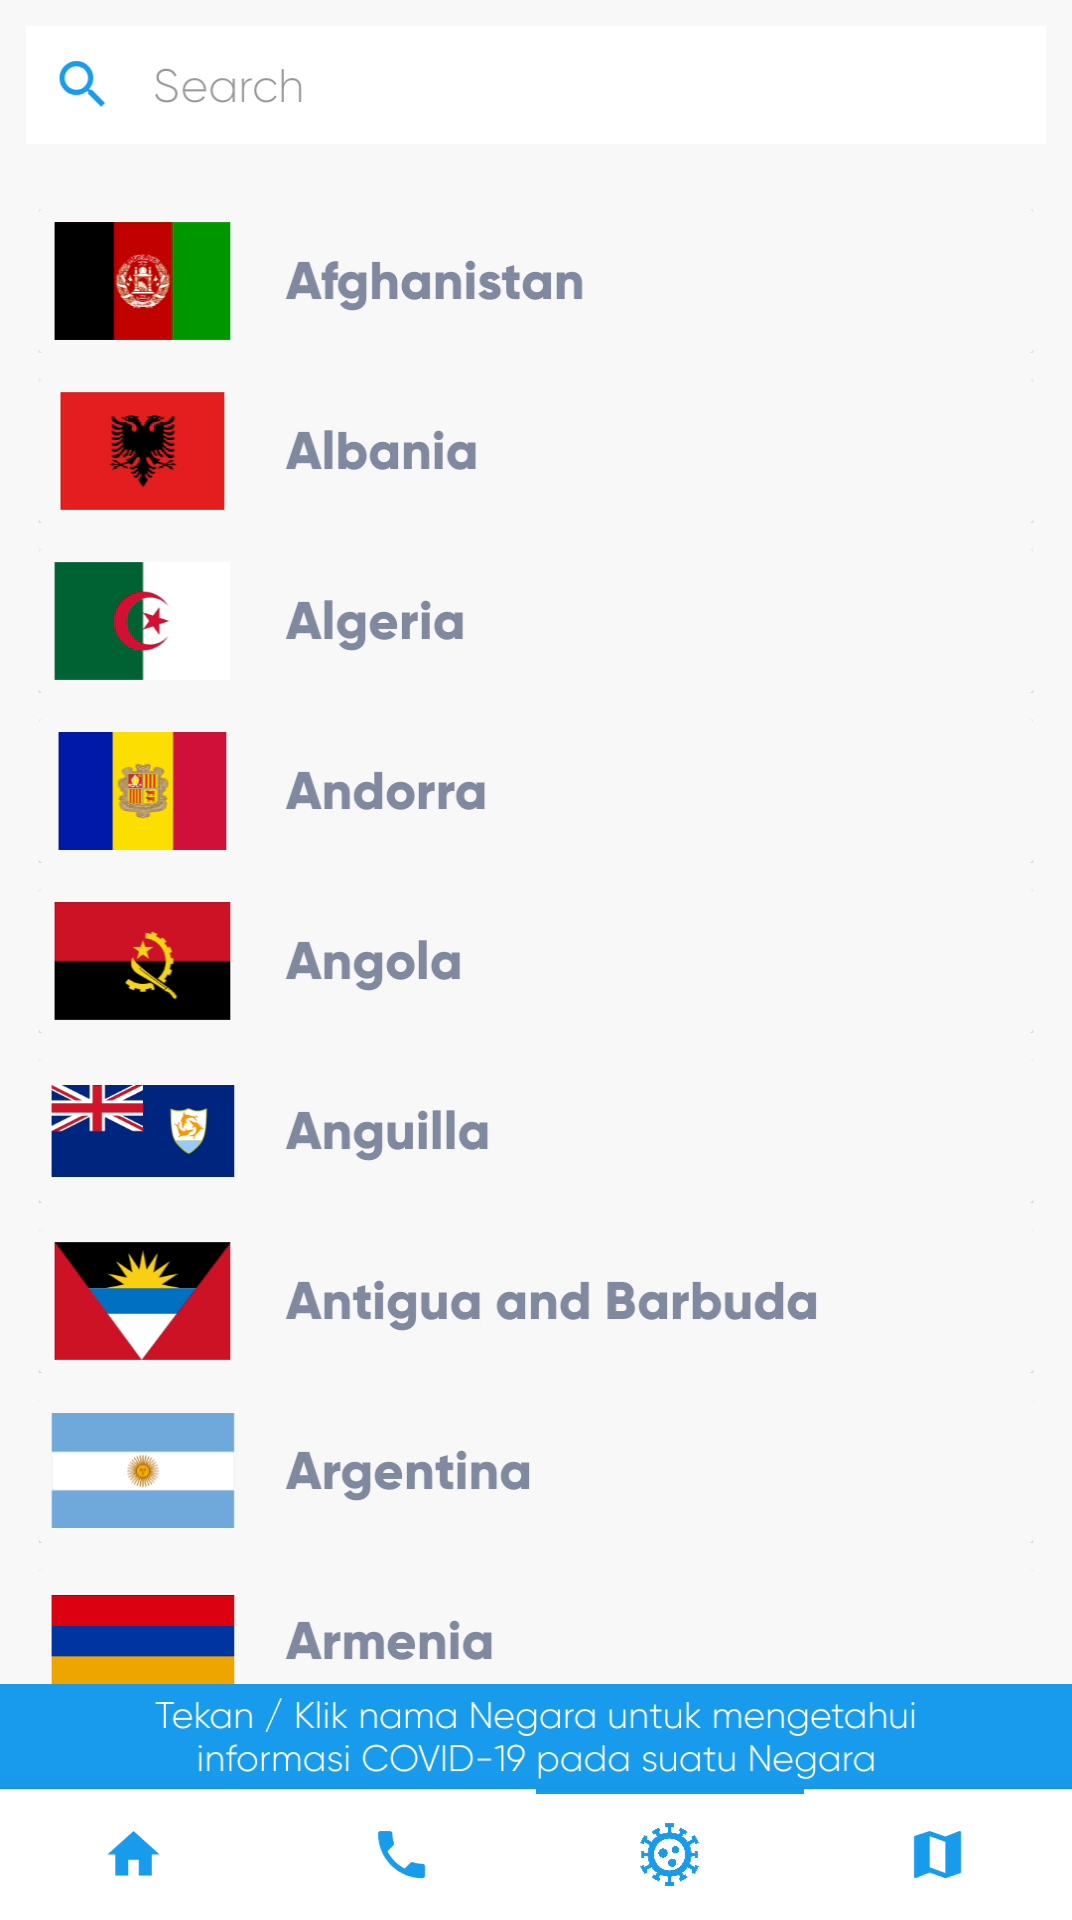 Search
Afghanistan
Albania
Algeria
Andorra
Angola
Anguilla
Antigua and Barbuda
Argentina
Armenia
Tekan / Klik nama Negara untuk mengetahui
informasi COVID-19 pada suatu Negara